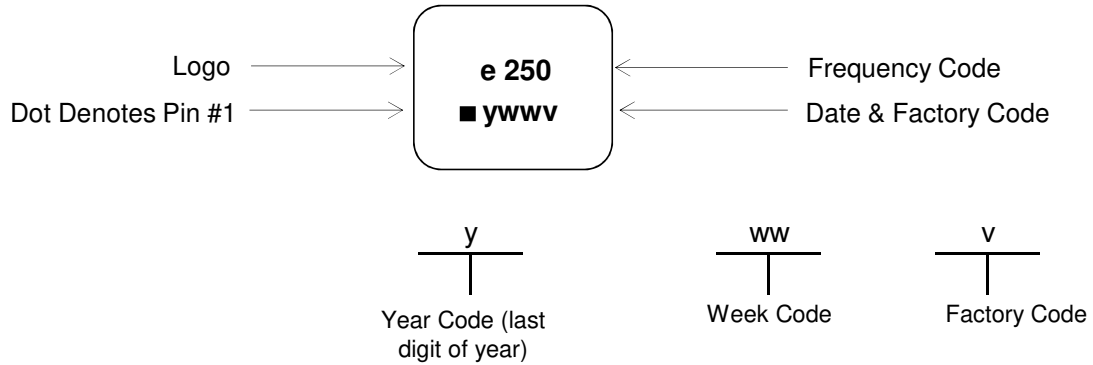 Logo
e 250
Frequency Code
Dot Denotes Pin #1
■ ywwv
Date & Factory Code
y
ww
v
Year Code (last
digit of year)
Week Code
Factory Code